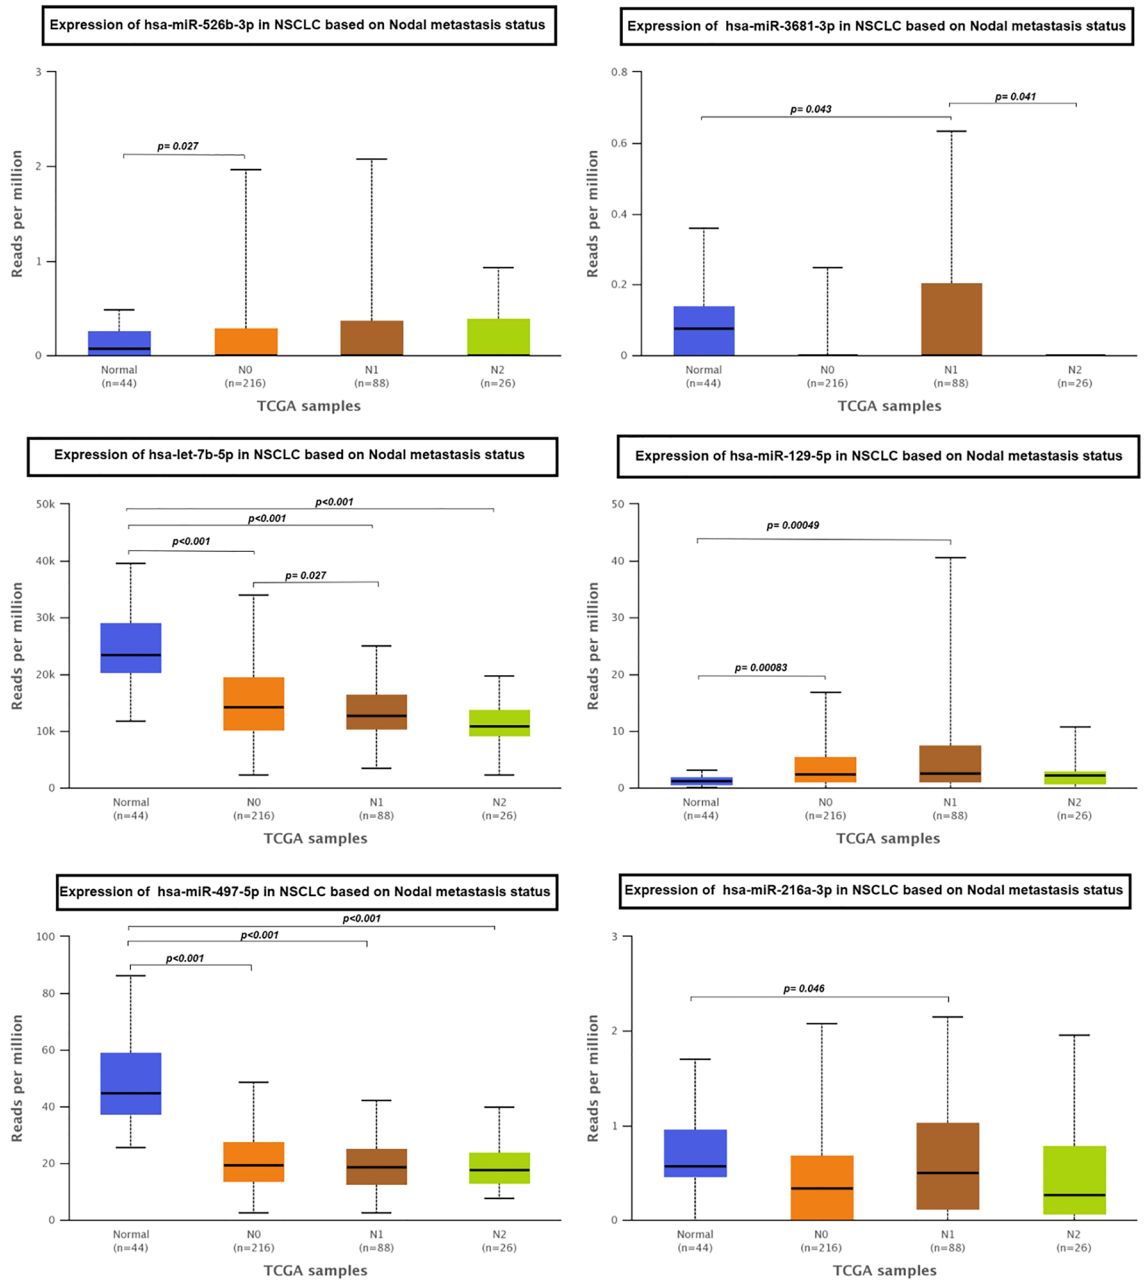 Expression of hsa-miR-526b-3p in NSCLC based on Nodal metastasis status
3
2
1
0
Reads per million
p= 0.027
Normal N0 N1 N2
(n=44) (n=216) (n=88) (n=26)
TCGA samples
Expression of hsa-miR-3681-3p in NSCLC based on Nodal metastasis status
0.8
0.6
0.4
0.2
0
Reads per million
p= 0.043
p= 0.041
Normal N0 N1 N2
(n=44) (n=216) (n=88) (n=26)
TCGA samples
Expression of hsa-let-7b-5p in NSCLC based on Nodal metastasis status
50k
40k
30k
20k
10k
0
Reads per million
p<0.001
p<0.001
p<0.001
p= 0.027
Normal N0 N1 N2
(n=44) (n=216) (n=88) (n=26)
TCGA samples
Expression of hsa-miR-129-5p in NSCLC based on Nodal metastasis status
50
40
30
20
10
0
Reads per million
p= 0.00049
p= 0.00083
Normal N0 N1 N2
(n=44) (n=216) (n=88) (n=26)
TCGA samples
Expression of hsa-miR-497-5p in NSCLC based on Nodal metastasis status
100
80
60
40
20
0
Reads per million
p<0.001
p<0.001
p<0.001
Normal N0 N1 N2
(n=44) (n=216) (n=88) (n=26)
TCGA samples
Expression of hsa-miR-216a-3p in NSCLC based on Nodal metastasis status
3
2
1
0
Reads per million
p= 0.046
Normal N0 N1 N2
(n=44) (n=216) (n=88) (n=26)
TCGA samples